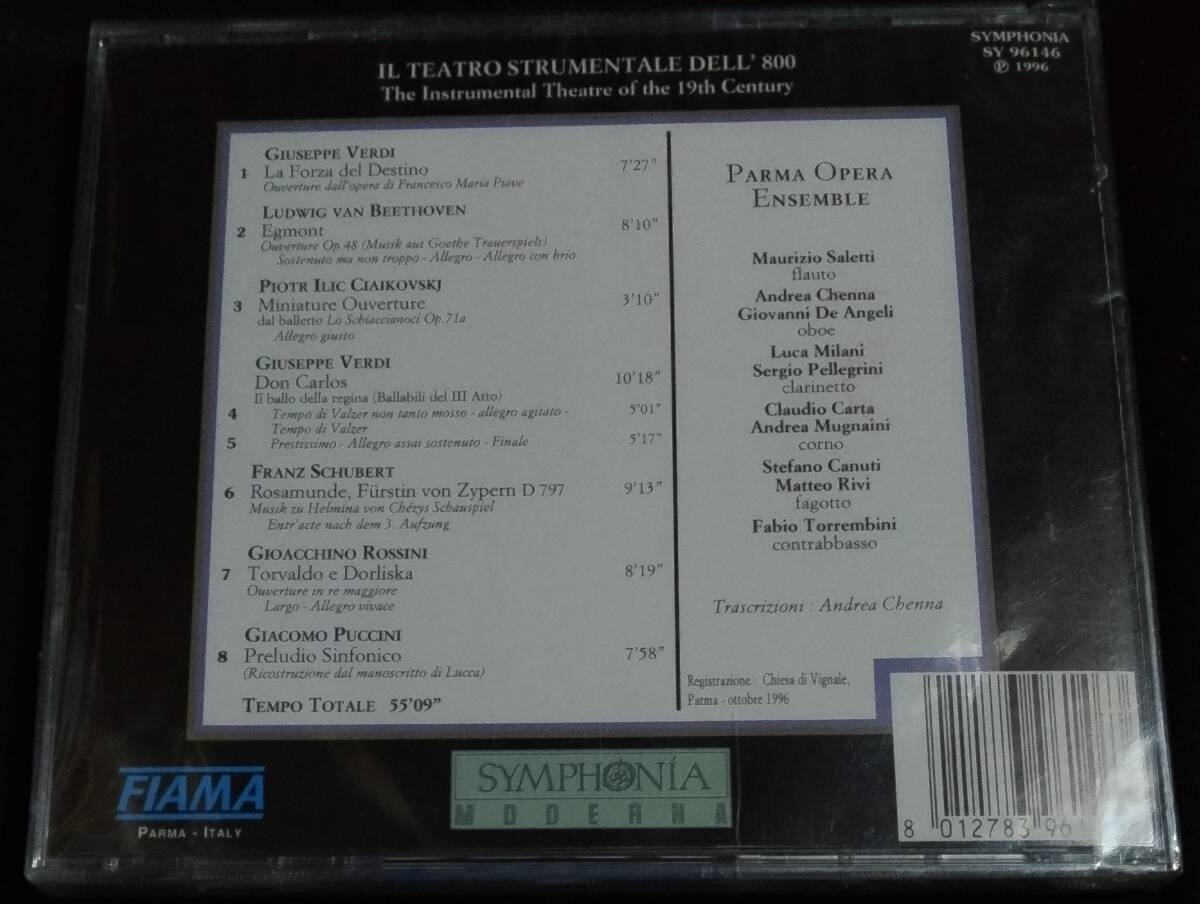 SYMPHONIA
SY 96146
℗ 1996
IL TEATRO STRUMENTALE DELL' 800
The Instrumental Theatre of the 19th Century
GIUSEPPE VERDI
1 La Forza del Destino 7'27"
Ouverture dall'opera di Francesco Maria Piave
LUDWIG VAN BEETHOVEN
2 Egmont 8'10"
Ouverture Op.48 (Musik aus Goethe Trauerspiels)
Sostenuto ma non troppo - Allegro - Allegro con brio
PIOTR ILIC CIAIKOVSKJ
3 Miniature Ouverture 3'10"
dal balletto Lo Schiaccianoci Op.71a
Allegro giusto
GIUSEPPE VERDI
Don Carlos 10'18"
Il ballo della regina (Ballabili del III Atto)
4 Tempo di Valzer non tanto mosso - allegro agitato - 5'01"
Tempo di Valzer
5 Prestissimo - Allegro assai sostenuto - Finale 5'17"
FRANZ SCHUBERT
6 Rosamunde, Fürstin von Zypern D 797 9'13"
Musik zu Helmina von Chézys Schauspiel
Entr'acte nach dem 3. Aufzung
GIOACCHINO ROSSINI
7 Torvaldo e Dorliska 8'19"
Ouverture in re maggiore
Largo - Allegro vivace
GIACOMO PUCCINI
8 Preludio Sinfonico 7'58"
(Ricostruzione dal manoscritto di Lucca)
TEMPO TOTALE 55'09"
PARMA OPERA
ENSEMBLE
Maurizio Saletti
flauto
Andrea Chenna
Giovanni De Angeli
oboe
Luca Milani
Sergio Pellegrini
clarinetto
Claudio Carta
Andrea Mugnaini
corno
Stefano Canuti
Matteo Rivi
fagotto
Fabio Torrembini
contrabbasso
Trascrizioni : Andrea Chenna
Registrazione : Chiesa di Vignale,
Parma - ottobre 1996
FIAMA
PARMA - ITALY
SYMPHONÍA
MODERNA
8 012783 96